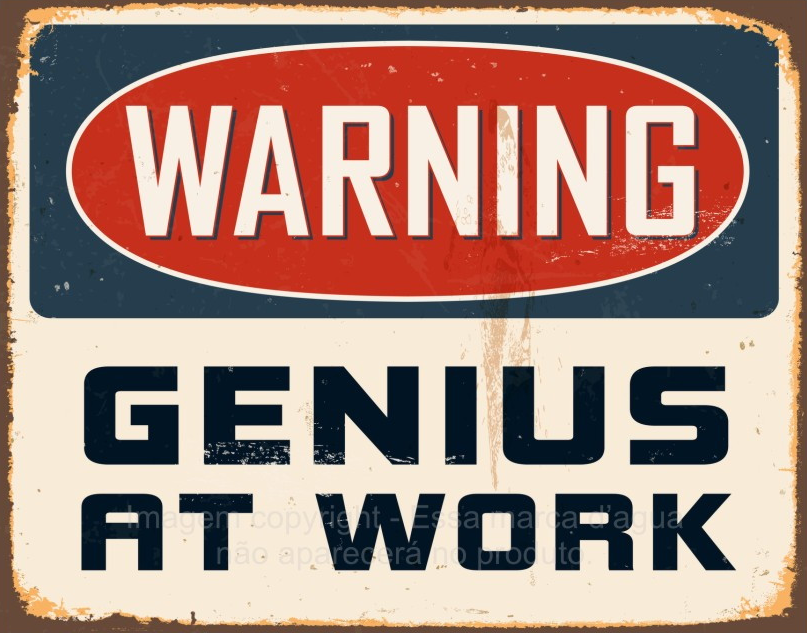 WARNING
GENIUS
AT WORK
Imagem copyright - Essa marca d'agua
não aparecerá no produto.